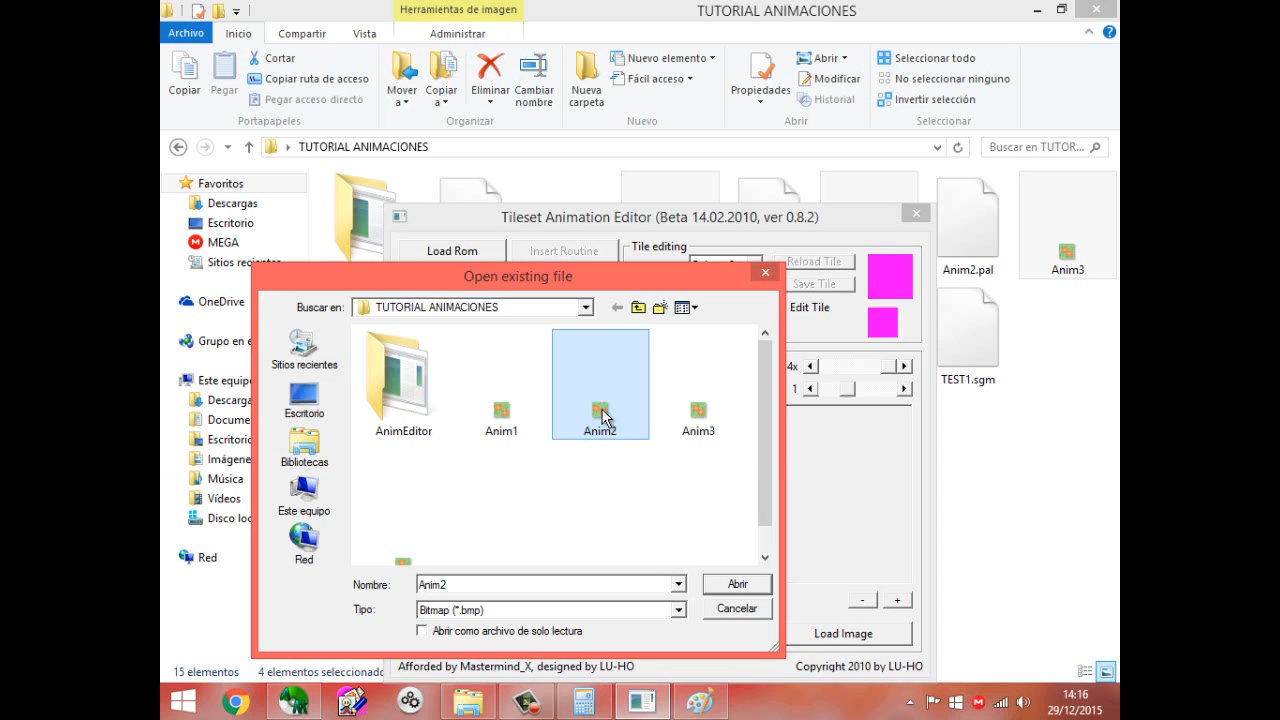 Herramientas de imagen
TUTORIAL ANIMACIONES
Archivo Inicio Compartir Vista Administrar
Copiar
Pegar
Cortar
Copiar ruta de acceso
Pegar acceso directo
Portapapeles
Mover a
Copiar a
Eliminar
Cambiar nombre
Organizar
Nueva carpeta
Nuevo elemento
Fácil acceso
Nuevo
Propiedades
Abrir
Modificar
Historial
Abrir
Seleccionar todo
No seleccionar ninguno
Invertir selección
Seleccionar
TUTORIAL ANIMACIONES
Buscar en TUTOR...
Favoritos
Descargas
Escritorio
MEGA
Sitios recientes
OneDrive
Grupo en e
Este equipo
Descarga
Docume
Escritorio
Imágene
Música
Vídeos
Disco loc
Red
Anim2.pal
Anim3
TEST1.sgm
Tileset Animation Editor (Beta 14.02.2010, ver 0.8.2)
Load Rom
Insert Routine
Tile editing
Reload Tile
Save Tile
Edit Tile
4x
1
-
+
Load Image
Afforded by Mastermind_X, designed by LU-HO
Copyright 2010 by LU-HO
Open existing file
Buscar en:
TUTORIAL ANIMACIONES
Sitios recientes
Escritorio
Bibliotecas
Este equipo
Red
AnimEditor
Anim1
Anim2
Anim3
Nombre:
Anim2
Abrir
Tipo:
Bitmap (*.bmp)
Cancelar
Abrir como archivo de solo lectura
15 elementos
4 elementos seleccionado
14:16
29/12/2015